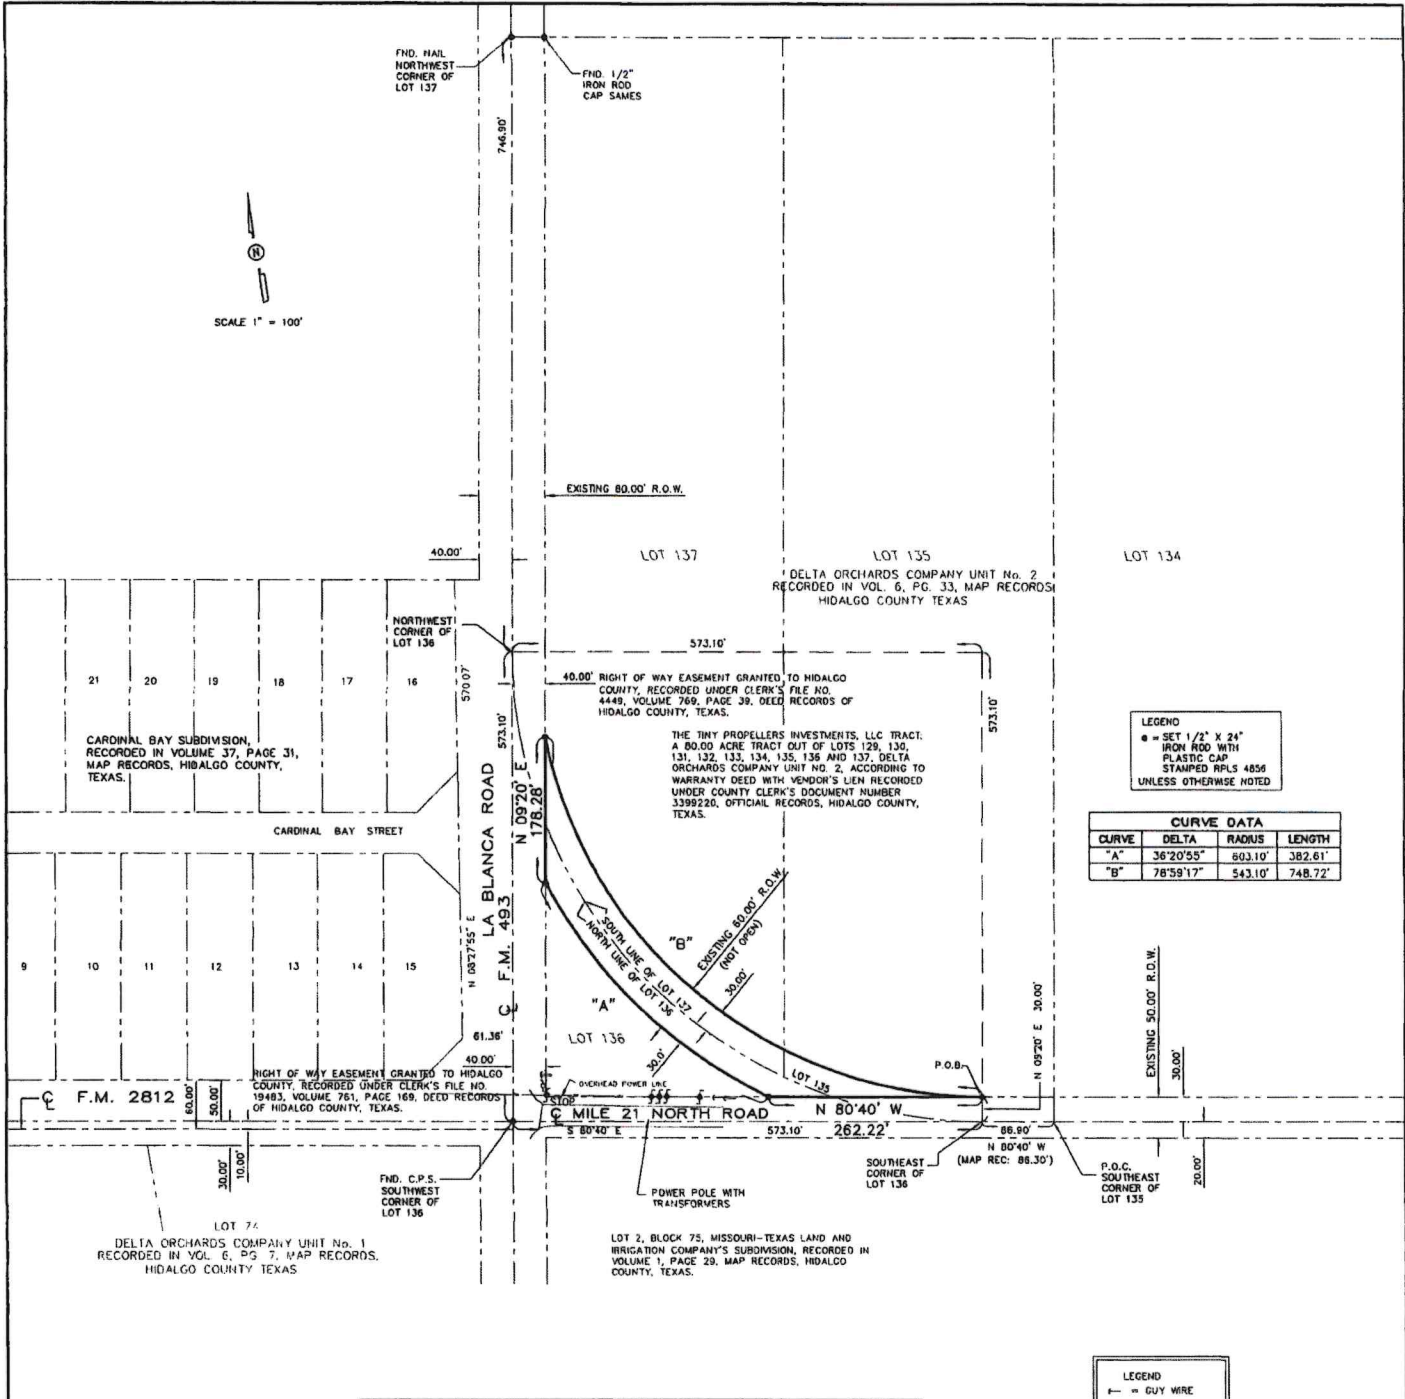 FND. NAIL
NORTHWEST
CORNER OF
LOT 137
FND. 1/2"
IRON ROD
CAP SAMES
746.90'
N
SCALE 1" = 100'
EXISTING 80.00' R.O.W.
40.00'
LOT 137
LOT 135
LOT 134
DELTA ORCHARDS COMPANY UNIT No. 2
RECORDED IN VOL. 6, PG. 33, MAP RECORDS
HIDALGO COUNTY TEXAS
NORTHWEST
CORNER OF
LOT 136
573.10'
21
20
19
18
17
16
570.07'
573.10'
40.00' RIGHT OF WAY EASEMENT GRANTED TO HIDALGO
COUNTY, RECORDED UNDER CLERK'S FILE NO.
4449, VOLUME 769, PAGE 39, DEED RECORDS OF
HIDALGO COUNTY, TEXAS.
573.10'
CARDINAL BAY SUBDIVISION,
RECORDED IN VOLUME 37, PAGE 31,
MAP RECORDS, HIDALGO COUNTY,
TEXAS.
THE TINY PROPELLERS INVESTMENTS, LLC TRACT:
A 80.00 ACRE TRACT OUT OF LOTS 129, 130,
131, 132, 133, 134, 135, 136 AND 137, DELTA
ORCHARDS COMPANY UNIT NO. 2, ACCORDING TO
WARRANTY DEED WITH VENDOR'S LIEN RECORDED
UNDER COUNTY CLERK'S DOCUMENT NUMBER
3399220, OFFICIAL RECORDS, HIDALGO COUNTY,
TEXAS.
LEGEND
= SET 1/2" X 24"
IRON ROD WITH
PLASTIC CAP
STAMPED RPLS 4856
UNLESS OTHERWISE NOTED
N 09°20' E
178.28'
CARDINAL BAY STREET
LA BLANCA ROAD
℄ F.M. 493
CURVE DATA
CURVE DELTA RADIUS LENGTH
"A" 36°20'55" 603.10' 382.61'
"B" 78°59'17" 543.10' 748.72'
N 08°27'55" E
SOUTH LINE OF LOT 137
NORTH LINE OF LOT 136
"B"
EXISTING 60.00' R.O.W.
(NOT OPEN)
30.00'
9
10
11
12
13
14
15
"A"
LOT 136
30.0'
61.36'
40.00'
N 09°20' E 30.00'
EXISTING 50.00' R.O.W.
30.00'
20.00'
RIGHT OF WAY EASEMENT GRANTED TO HIDALGO
COUNTY, RECORDED UNDER CLERK'S FILE NO.
19483, VOLUME 761, PAGE 169, DEED RECORDS
OF HIDALGO COUNTY, TEXAS.
℄ F.M. 2812
60.00'
50.00'
30.00'
10.00'
OVERHEAD POWER LINE
STOP
LOT 135
P.O.B.
℄ MILE 21 NORTH ROAD
N 80°40' W
262.22'
S 80°40' E
573.10'
86.90'
N 80°40' W
(MAP REC: 86.30')
FND. C.P.S.
SOUTHWEST
CORNER OF
LOT 136
POWER POLE WITH
TRANSFORMERS
SOUTHEAST
CORNER OF
LOT 136
P.O.C.
SOUTHEAST
CORNER OF
LOT 135
LOT 74
DELTA ORCHARDS COMPANY UNIT No. 1
RECORDED IN VOL. 6, PG 7, MAP RECORDS,
HIDALGO COUNTY TEXAS
LOT 2, BLOCK 75, MISSOURI-TEXAS LAND AND
IRRIGATION COMPANY'S SUBDIVISION, RECORDED IN
VOLUME 1, PAGE 29, MAP RECORDS, HIDALGO
COUNTY, TEXAS.
LEGEND
= GUY WIRE